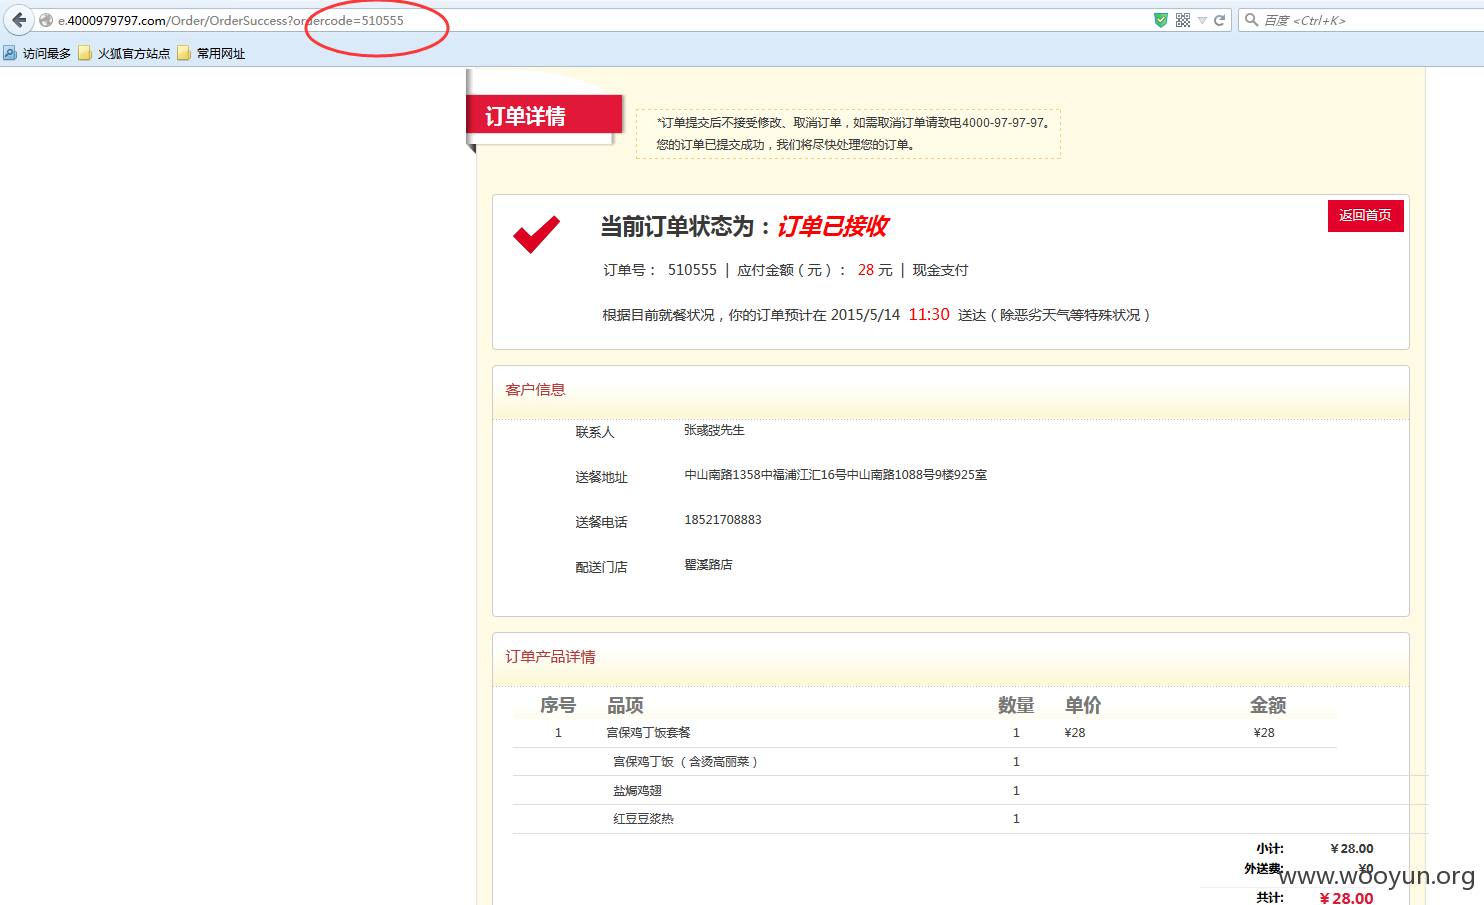 e.4000979797.com/Order/OrderSuccess?ordercode=510555
百度 <Ctrl+K>
访问最多 火狐官方站点 常用网址
订单详情
*订单提交后不接受修改、取消订单，如需取消订单请致电4000-97-97-97。
您的订单已提交成功，我们将尽快处理您的订单。
当前订单状态为：订单已接收
返回首页
订单号： 510555 | 应付金额（元）： 28 元 | 现金支付
根据目前就餐状况，你的订单预计在 2015/5/14 11:30 送达（除恶劣天气等特殊状况）
客户信息
联系人 张彧弢先生
送餐地址 中山南路1358中福浦江汇16号中山南路1088号9楼925室
送餐电话 18521708883
配送门店 瞿溪路店
订单产品详情
序号 品项 数量 单价 金额
1 宫保鸡丁饭套餐 1 ¥28 ¥28
宫保鸡丁饭 （含烫高丽菜） 1
盐焗鸡翅 1
红豆豆浆热 1
小计: ￥28.00
外送费: ¥0
www.wooyun.org
共计: ￥28.00